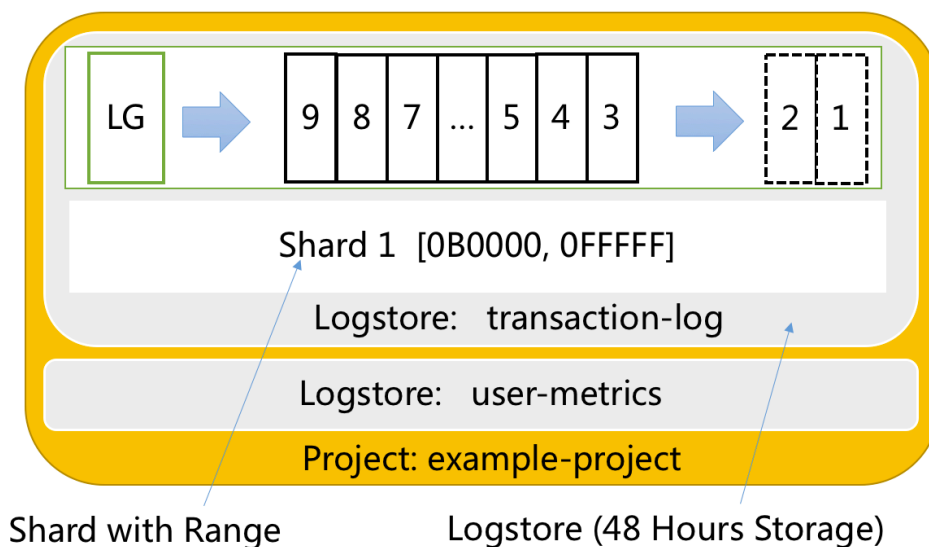 LG 9 8 7 ... 5 4 3 2 1
Shard 1 [0B0000, 0FFFFF]
Logstore: transaction-log
Logstore: user-metrics
Project: example-project
Shard with Range
Logstore (48 Hours Storage)